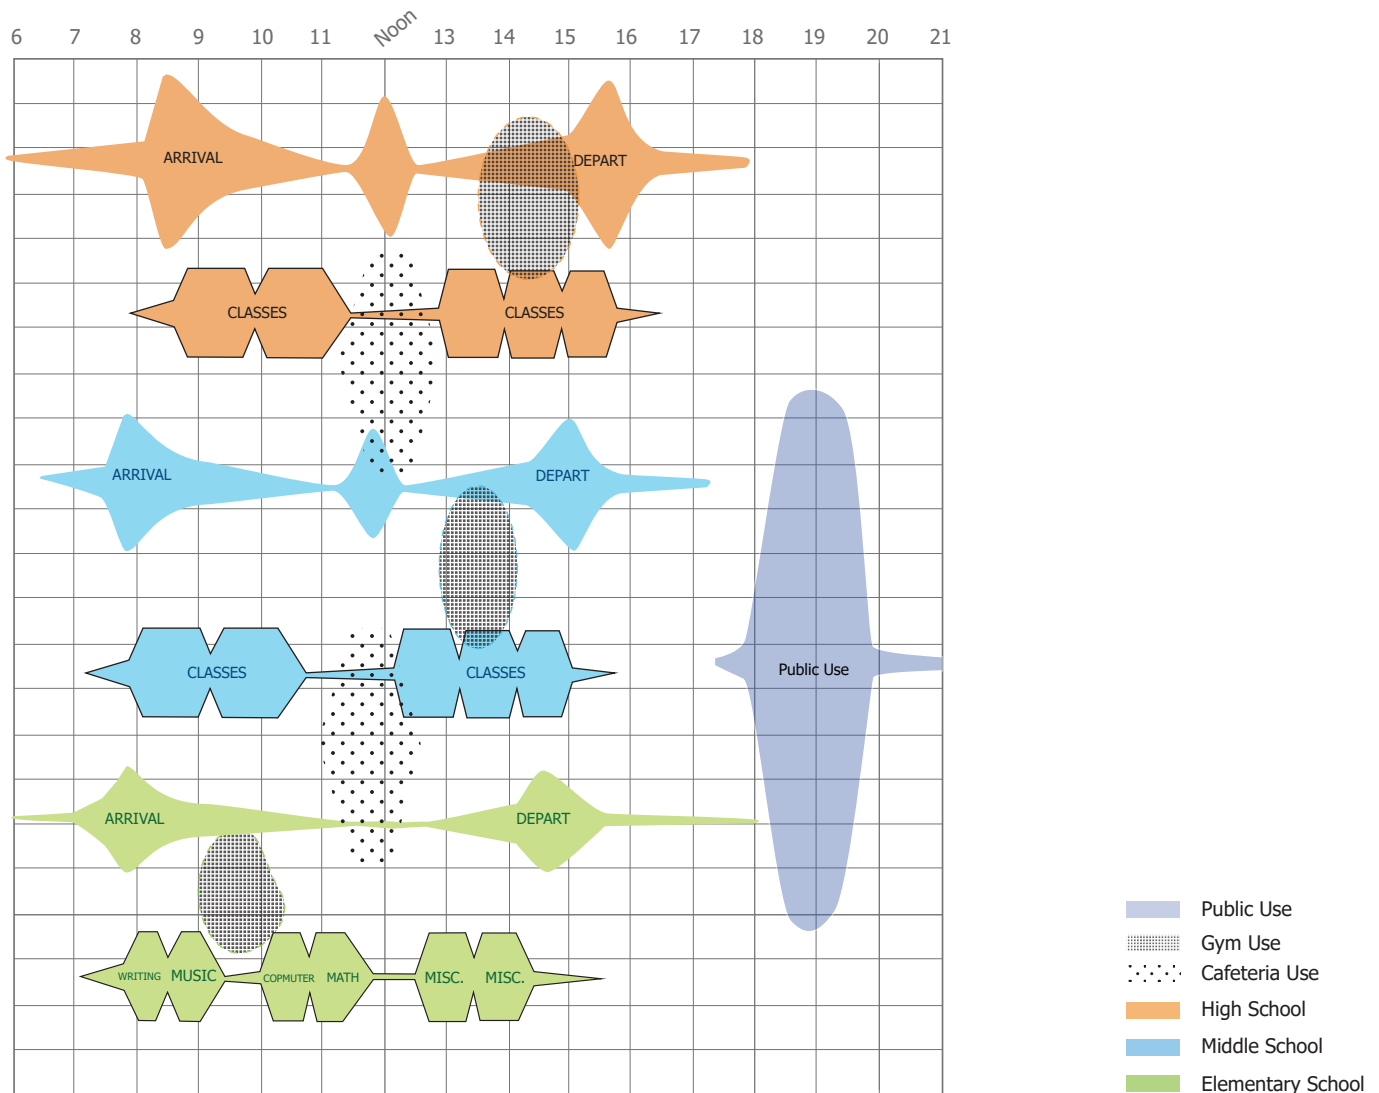 6 7 8 9 10 11 Noon 13 14 15 16 17 18 19 20 21
ARRIVAL
DEPART
CLASSES
CLASSES
ARRIVAL
DEPART
CLASSES
CLASSES
Public Use
ARRIVAL
DEPART
WRITING
MUSIC
COPMUTER
MATH
MISC.
MISC.
Public Use
Gym Use
Cafeteria Use
High School
Middle School
Elementary School